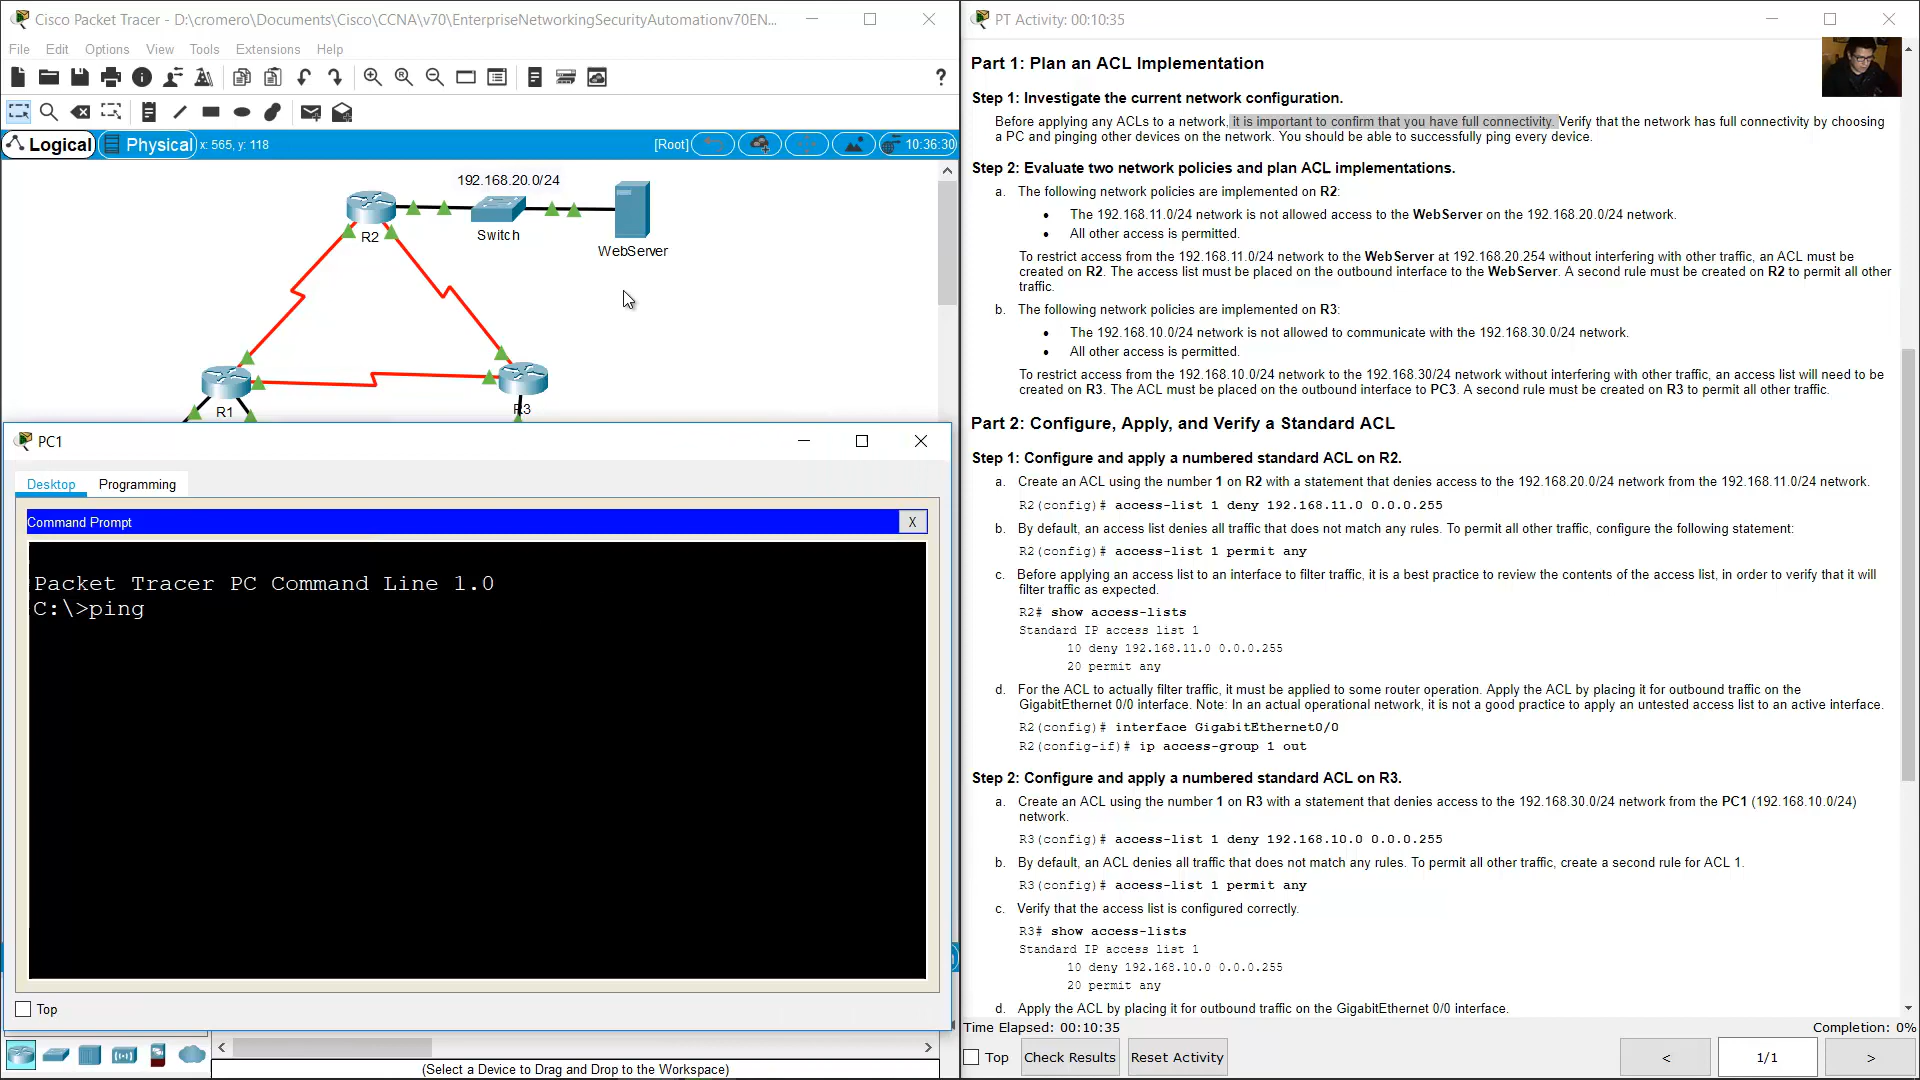 Cisco Packet Tracer - D:\cromero\Documents\Cisco\CCNA\v70\EnterpriseNetworkingSecurityAutomationv70EN...
File Edit Options View Tools Extensions Help
?
Logical Physical x: 565, y: 118 [Root] 10:36:30
192.168.20.0/24
R2
Switch
WebServer
R1
R3
PC1
Desktop Programming
Command Prompt X
Packet Tracer PC Command Line 1.0
C:\>ping
Top
(Select a Device to Drag and Drop to the Workspace)
PT Activity: 00:10:35
Part 1: Plan an ACL Implementation
Step 1: Investigate the current network configuration.
Before applying any ACLs to a network, it is important to confirm that you have full connectivity. Verify that the network has full connectivity by choosing
a PC and pinging other devices on the network. You should be able to successfully ping every device.
Step 2: Evaluate two network policies and plan ACL implementations.
a. The following network policies are implemented on R2:
• The 192.168.11.0/24 network is not allowed access to the WebServer on the 192.168.20.0/24 network.
• All other access is permitted.
To restrict access from the 192.168.11.0/24 network to the WebServer at 192.168.20.254 without interfering with other traffic, an ACL must be
created on R2. The access list must be placed on the outbound interface to the WebServer. A second rule must be created on R2 to permit all other
traffic.
b. The following network policies are implemented on R3:
• The 192.168.10.0/24 network is not allowed to communicate with the 192.168.30.0/24 network.
• All other access is permitted.
To restrict access from the 192.168.10.0/24 network to the 192.168.30/24 network without interfering with other traffic, an access list will need to be
created on R3. The ACL must be placed on the outbound interface to PC3. A second rule must be created on R3 to permit all other traffic.
Part 2: Configure, Apply, and Verify a Standard ACL
Step 1: Configure and apply a numbered standard ACL on R2.
a. Create an ACL using the number 1 on R2 with a statement that denies access to the 192.168.20.0/24 network from the 192.168.11.0/24 network.
R2(config)# access-list 1 deny 192.168.11.0 0.0.0.255
b. By default, an access list denies all traffic that does not match any rules. To permit all other traffic, configure the following statement:
R2(config)# access-list 1 permit any
c. Before applying an access list to an interface to filter traffic, it is a best practice to review the contents of the access list, in order to verify that it will
filter traffic as expected.
R2# show access-lists
Standard IP access list 1
10 deny 192.168.11.0 0.0.0.255
20 permit any
d. For the ACL to actually filter traffic, it must be applied to some router operation. Apply the ACL by placing it for outbound traffic on the
GigabitEthernet 0/0 interface. Note: In an actual operational network, it is not a good practice to apply an untested access list to an active interface.
R2(config)# interface GigabitEthernet0/0
R2(config-if)# ip access-group 1 out
Step 2: Configure and apply a numbered standard ACL on R3.
a. Create an ACL using the number 1 on R3 with a statement that denies access to the 192.168.30.0/24 network from the PC1 (192.168.10.0/24)
network.
R3(config)# access-list 1 deny 192.168.10.0 0.0.0.255
b. By default, an ACL denies all traffic that does not match any rules. To permit all other traffic, create a second rule for ACL 1.
R3(config)# access-list 1 permit any
c. Verify that the access list is configured correctly.
R3# show access-lists
Standard IP access list 1
10 deny 192.168.10.0 0.0.0.255
20 permit any
d. Apply the ACL by placing it for outbound traffic on the GigabitEthernet 0/0 interface.
Time Elapsed: 00:10:35 Completion: 0%
Top Check Results Reset Activity < 1/1 >